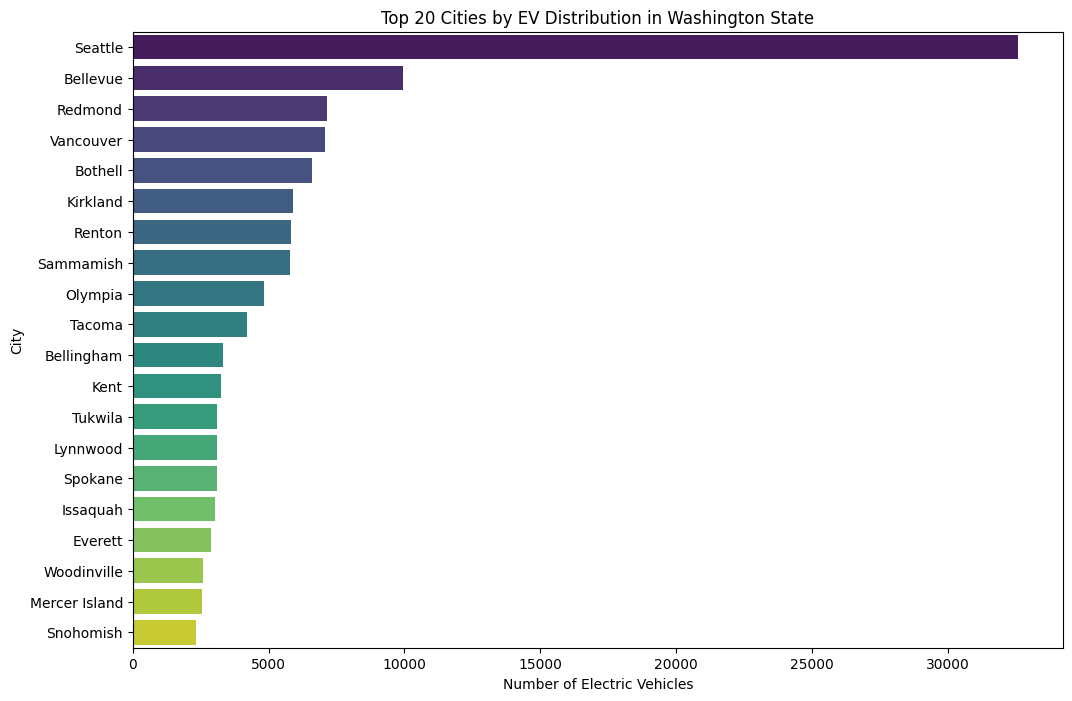 Top 20 Cities by EV Distribution in Washington State
City
Seattle
Bellevue
Redmond
Vancouver
Bothell
Kirkland
Renton
Sammamish
Olympia
Tacoma
Bellingham
Kent
Tukwila
Lynnwood
Spokane
Issaquah
Everett
Woodinville
Mercer Island
Snohomish
0 5000 10000 15000 20000 25000 30000
Number of Electric Vehicles